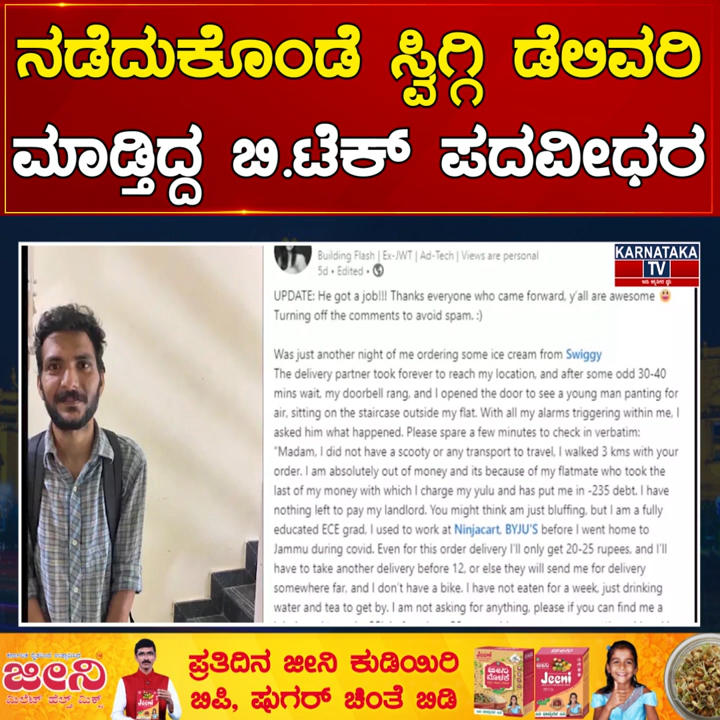 ನಡೆದುಕೊಂಡೆ ಸ್ವಿಗ್ಗಿ ಡೆಲಿವರಿ
ಮಾಡ್ತಿದ್ದ ಬಿ.ಟೆಕ್ ಪದವೀಧರ
KARNATAKA
TV
Building Flash | Ex-JWT | Ad-Tech | Views are personal
5d • Edited •
UPDATE: He got a job!!! Thanks everyone who came forward, y'all are awesome 😃
Turning off the comments to avoid spam. :)
Was just another night of me ordering some ice cream from Swiggy
The delivery partner took forever to reach my location, and after some odd 30-40
mins wait, my doorbell rang, and I opened the door to see a young man panting for
air, sitting on the staircase outside my flat. With all my alarms triggering within me, I
asked him what happened. Please spare a few minutes to check in verbatim:
"Madam, I did not have a scooty or any transport to travel, I walked 3 kms with your
order. I am absolutely out of money and its because of my flatmate who took the
last of my money with which I charge my yulu and has put me in -235 debt. I have
nothing left to pay my landlord. You might think am just bluffing, but I am a fully
educated ECE grad, I used to work at Ninjacart, BYJU'S before I went home to
Jammu during covid. Even for this order delivery I'll only get 20-25 rupees, and I'll
have to take another delivery before 12, or else they will send me for delivery
somewhere far, and I don't have a bike. I have not eaten for a week, just drinking
water and tea to get by. I am not asking for anything, please if you can find me a
ಜೀನಿ
ಮಿಲೆಟ್ ಹೆಲ್ತ್ ಮಿಕ್ಸ್
ಪ್ರತಿದಿನ ಜೀನಿ ಕುಡಿಯಿರಿ
ಬಿಪಿ, ಷುಗರ್ ಚಿಂತೆ ಬಿಡಿ
Jeeni